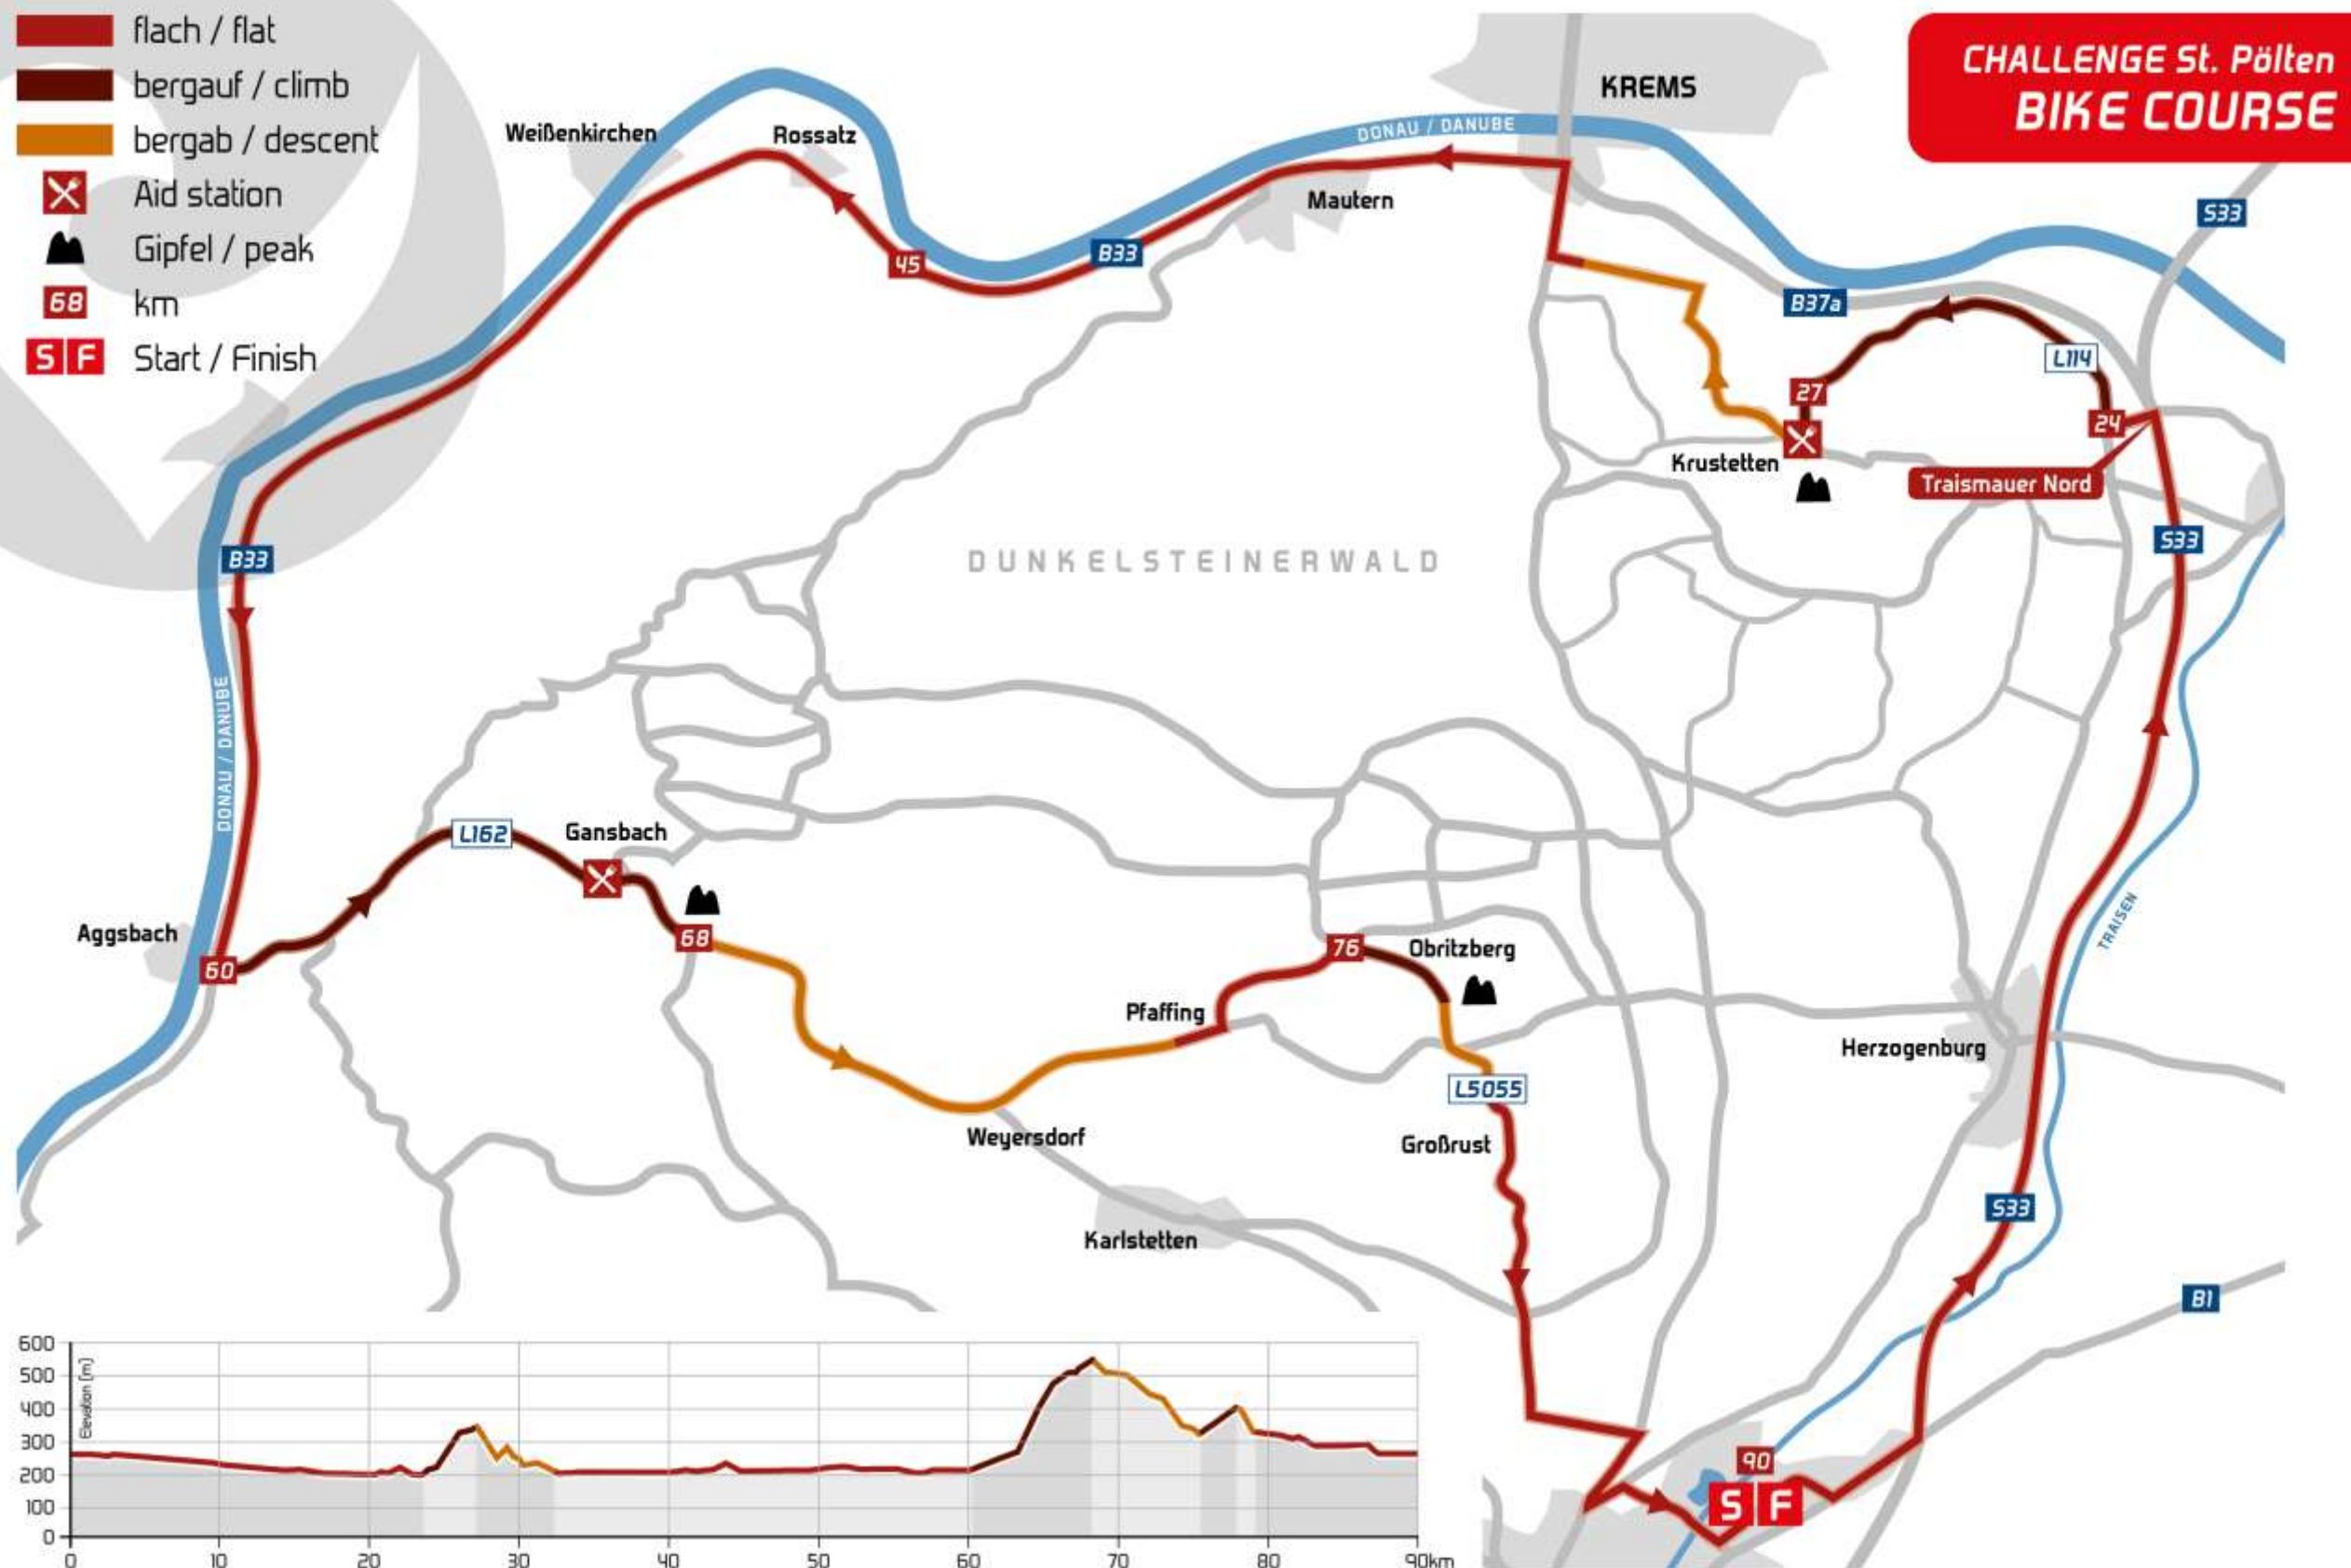 flach / flat
bergauf / climb
bergab / descent
Aid station
Gipfel / peak
68 km
S F Start / Finish
CHALLENGE St. Pölten
BIKE COURSE
KREMS
DONAU / DANUBE
Weißenkirchen
Rossatz
Mautern
S33
B33
45
B37a
L114
27
24
Krustetten
Traismauer Nord
S33
B33
DUNKELSTEINERWALD
DONAU / DANUBE
L162
Gansbach
Aggsbach
60
68
76
Obritzberg
Pfaffing
TRAISEN
Herzogenburg
L5055
Weyersdorf
Großrust
S33
Karlstetten
B1
90
S F
Elevation [m]
600
500
400
300
200
100
0
0 10 20 30 40 50 60 70 80 90km